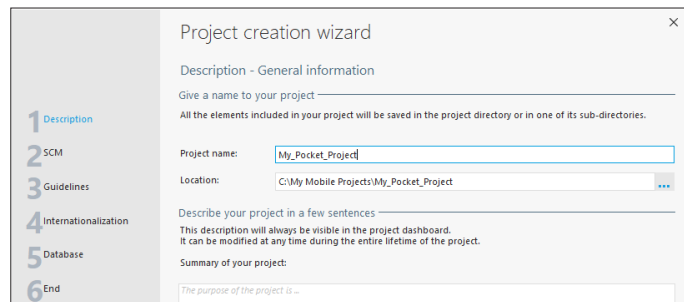 Project creation wizard
Description - General information
Give a name to your project
All the elements included in your project will be saved in the project directory or in one of its sub-directories.
1 Description
2 SCM
3 Guidelines
4 Internationalization
5 Database
6 End
Project name: My_Pocket_Project
Location: C:\My Mobile Projects\My_Pocket_Project ...
Describe your project in a few sentences
This description will always be visible in the project dashboard.
It can be modified at any time during the entire lifetime of the project.
Summary of your project:
The purpose of the project is ...